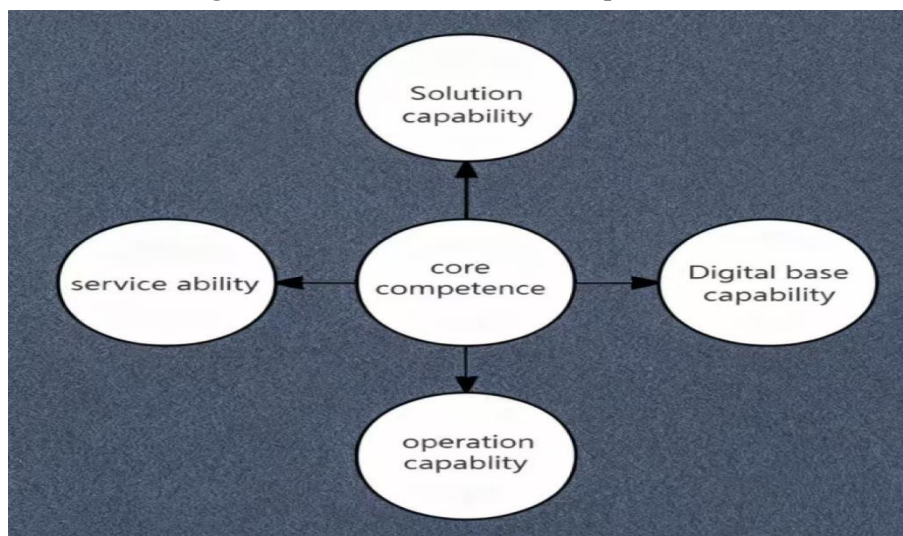 Solution
capability
service ability
core
competence
Digital base
capability
operation
capablity